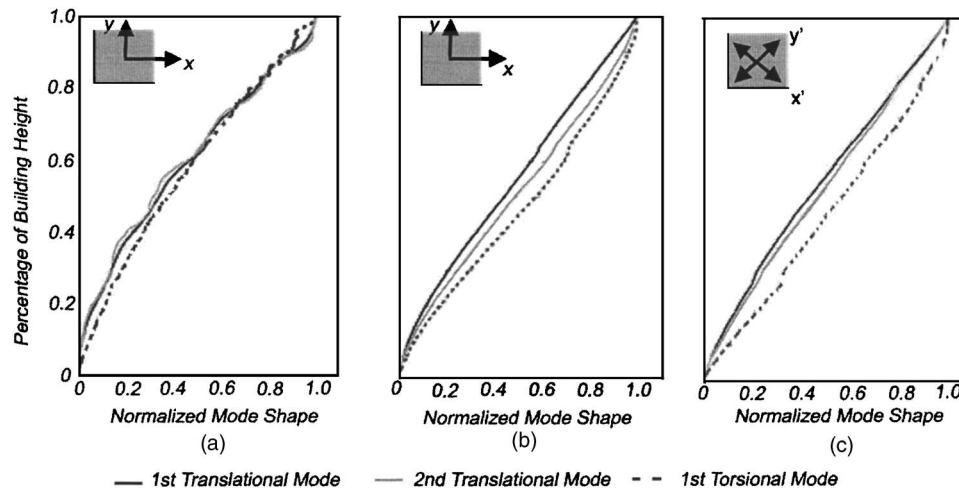 Percentage of Building Height
1.0
0.8
0.6
0.4
0.2
0
y
x
0 0.2 0.4 0.6 0.8 1.0
Normalized Mode Shape
(a)
y
x
0 0.2 0.4 0.6 0.8 1.0
Normalized Mode Shape
(b)
y'
x'
0 0.2 0.4 0.6 0.8 1.0
Normalized Mode Shape
(c)
1st Translational Mode 2nd Translational Mode 1st Torsional Mode